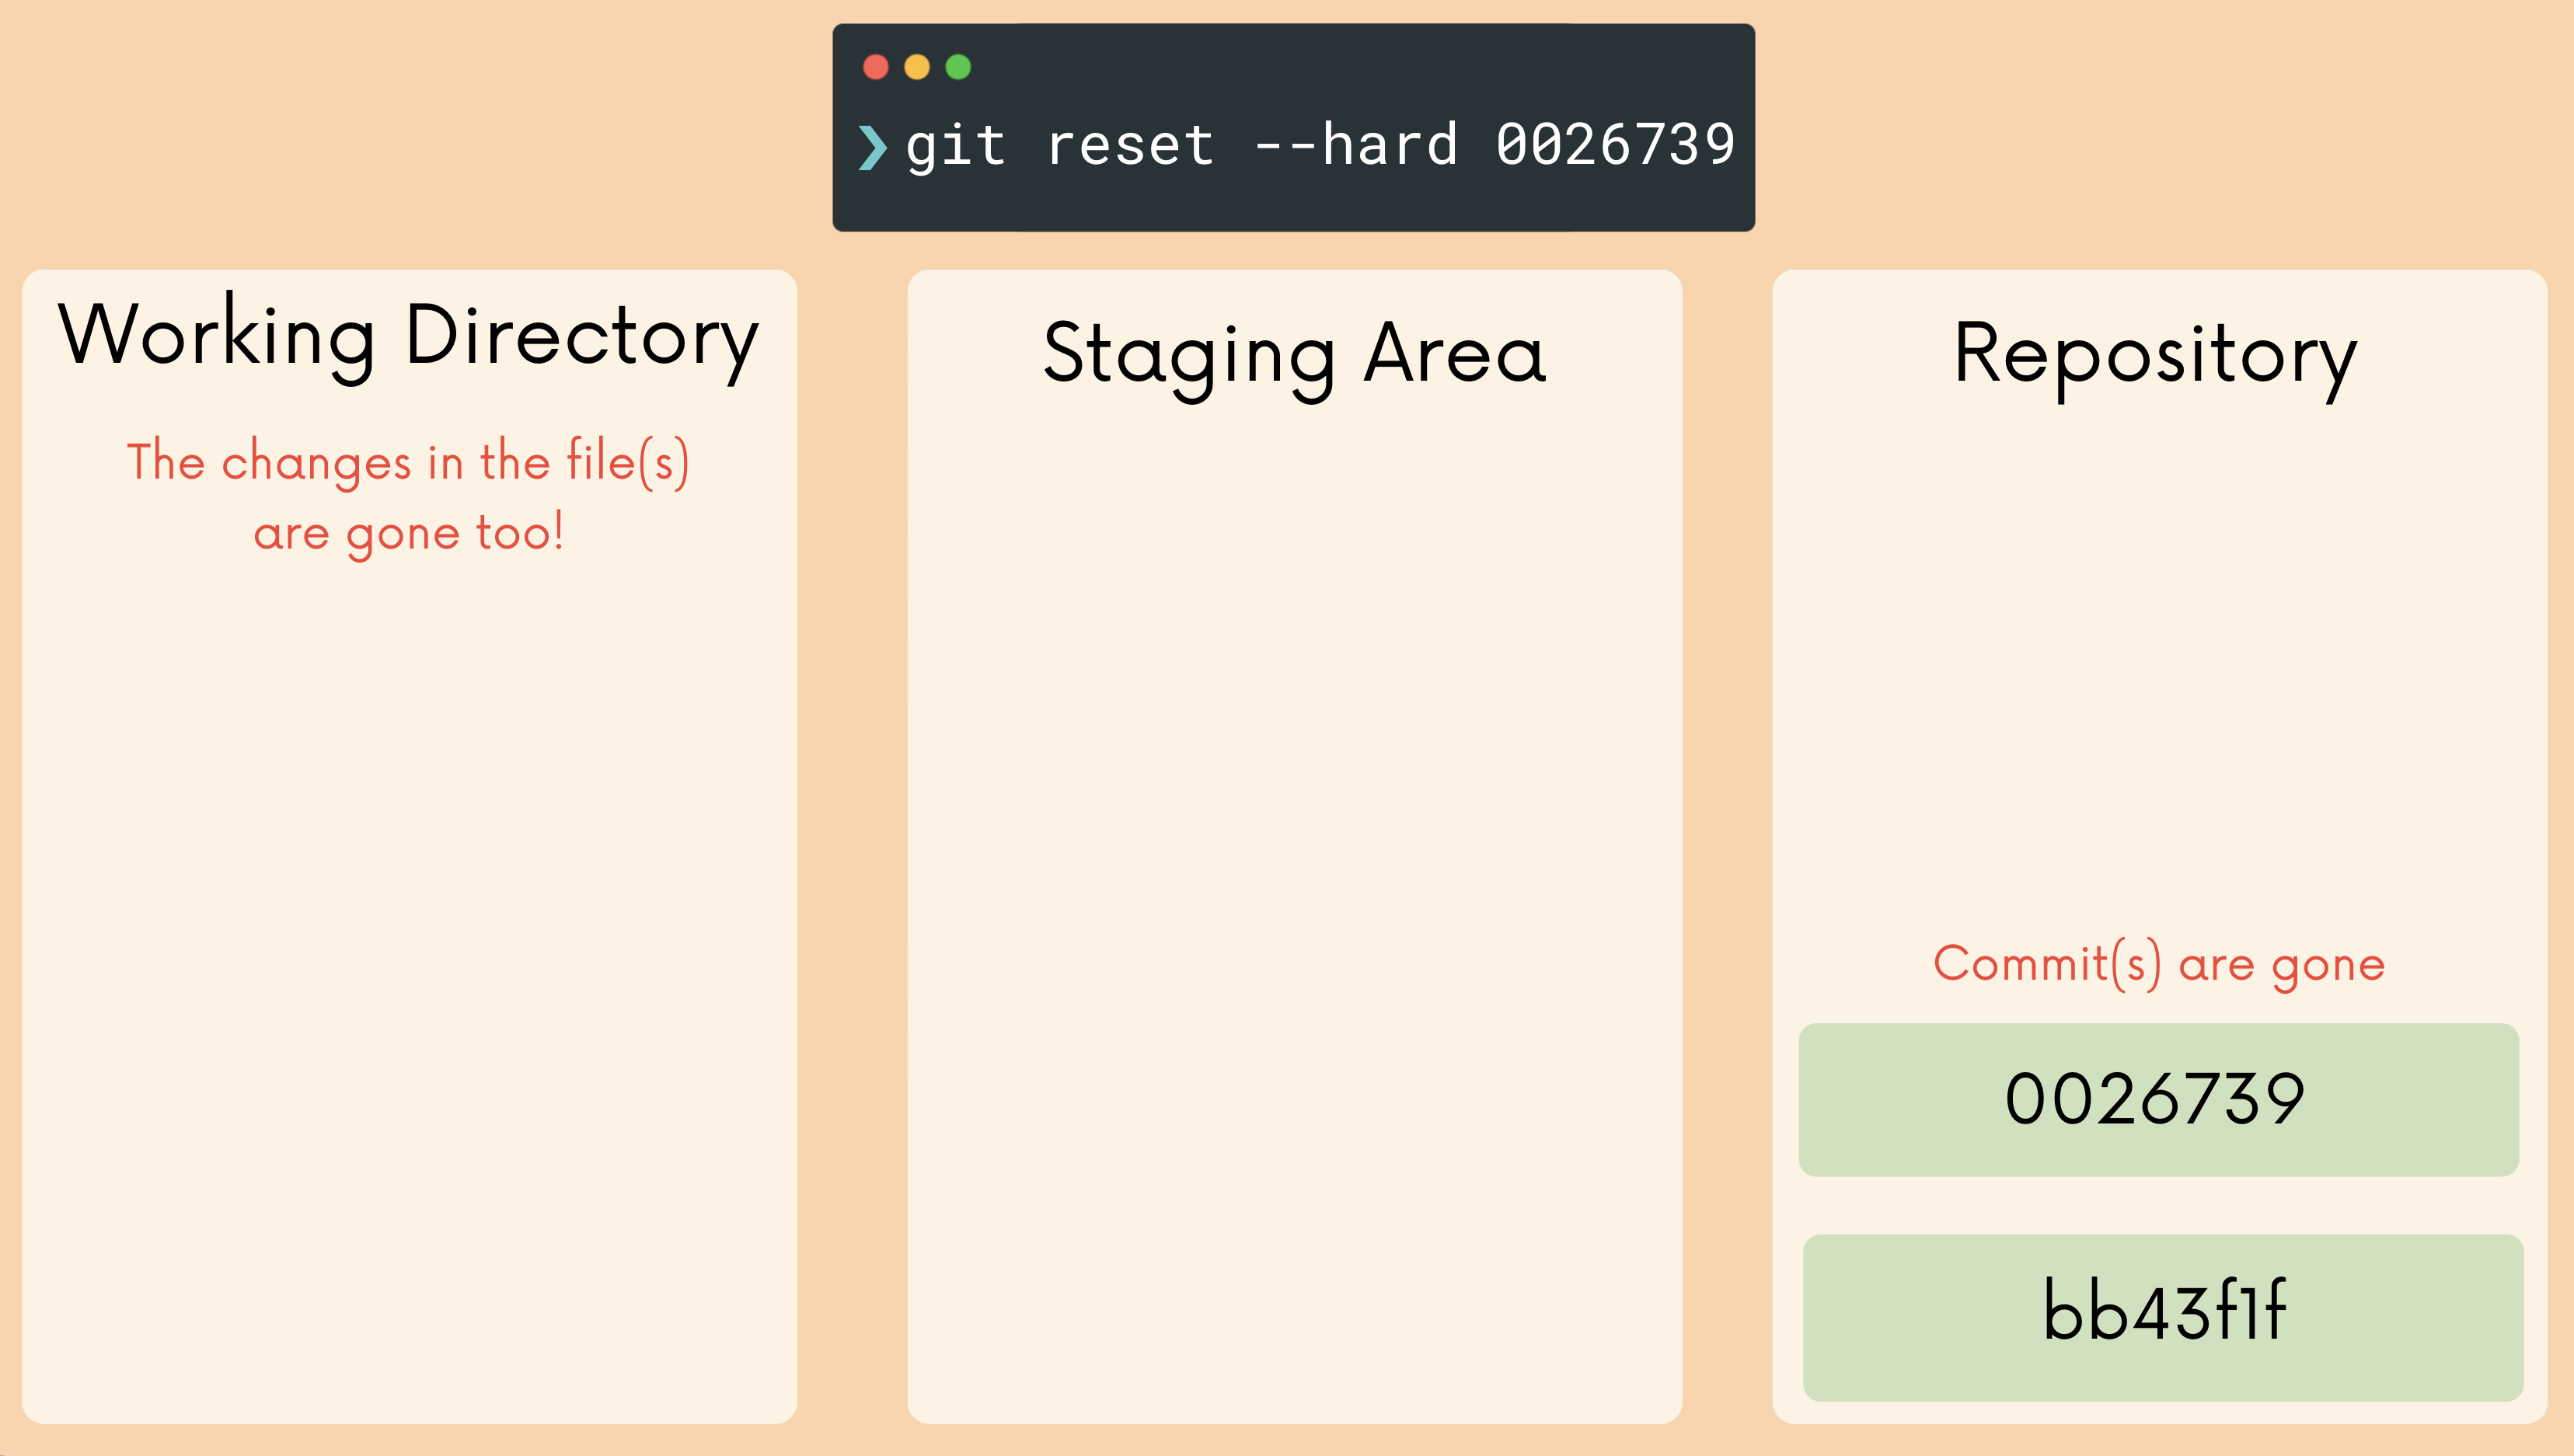 ❯ git reset --hard 0026739
Working Directory
The changes in the file(s)
are gone too!
Staging Area
Repository
Commit(s) are gone
0026739
bb43f1f